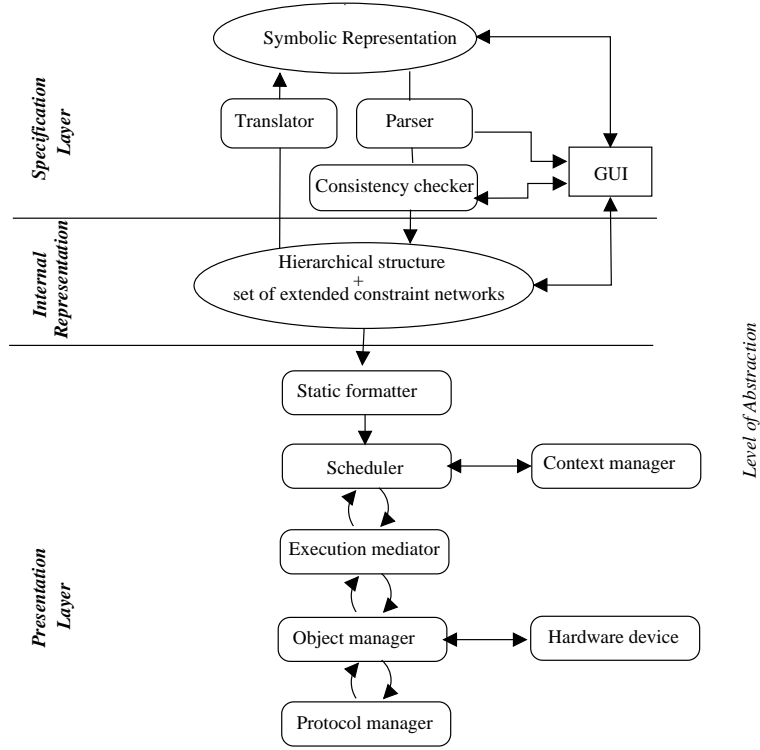 Symbolic Representation
Translator
Parser
GUI
Consistency checker
Specification
Layer
Hierarchical structure
+
set of extended constraint networks
Internal
Representation
Static formatter
Scheduler
Context manager
Execution mediator
Object manager
Hardware device
Protocol manager
Presentation
Layer
Level of Abstraction